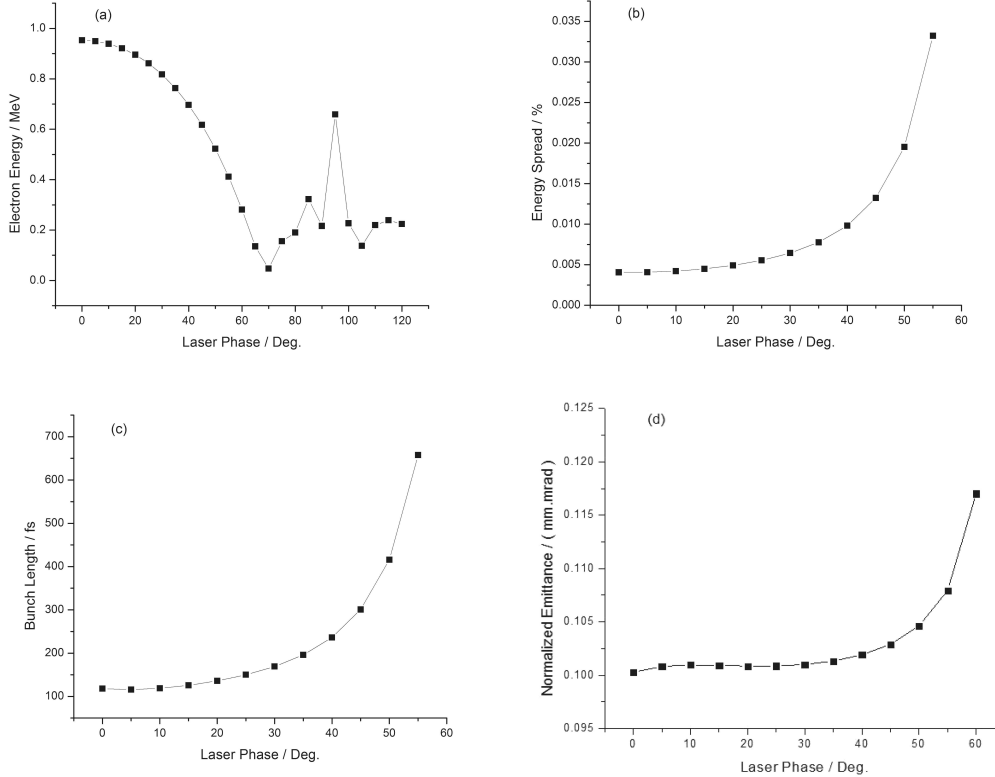 (a)
1.0
0.8
0.6
0.4
0.2
0.0
Electron Energy / MeV
0 20 40 60 80 100 120
Laser Phase / Deg.
(b)
0.035
0.030
0.025
0.020
0.015
0.010
0.005
0.000
Energy Spread / %
0 10 20 30 40 50 60
Laser Phase / Deg.
(c)
700
600
500
400
300
200
100
Bunch Length / fs
0 10 20 30 40 50 60
Laser Phase / Deg.
(d)
0.125
0.120
0.115
0.110
0.105
0.100
0.095
Normalized Emittance / ( mm.mrad )
0 10 20 30 40 50 60
Laser Phase / Deg.